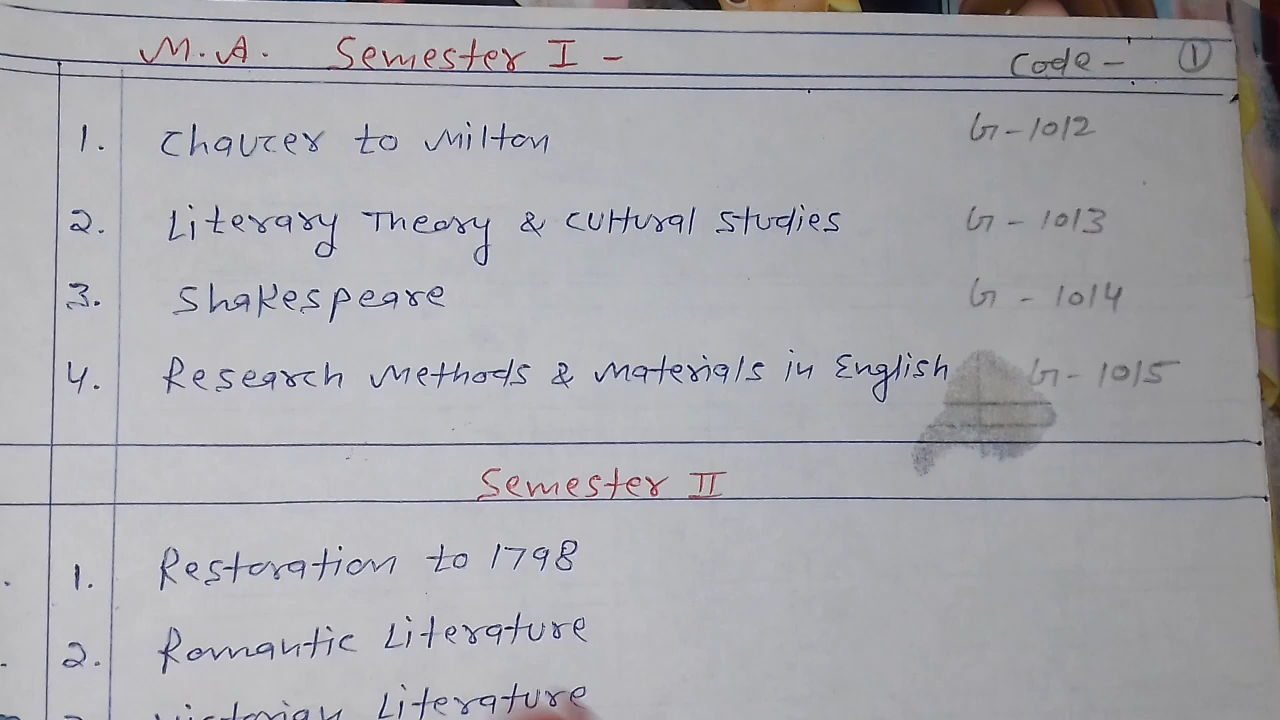 M.A. Semester I - Code- 1
1. Chaucer to Milton G-1012
2. Literary Theory & Cultural Studies G-1013
3. Shakespeare G-1014
4. Research Methods & Materials in English G-1015
Semester II
1. Restoration to 1798
2. Romantic Literature
Victorian Literature